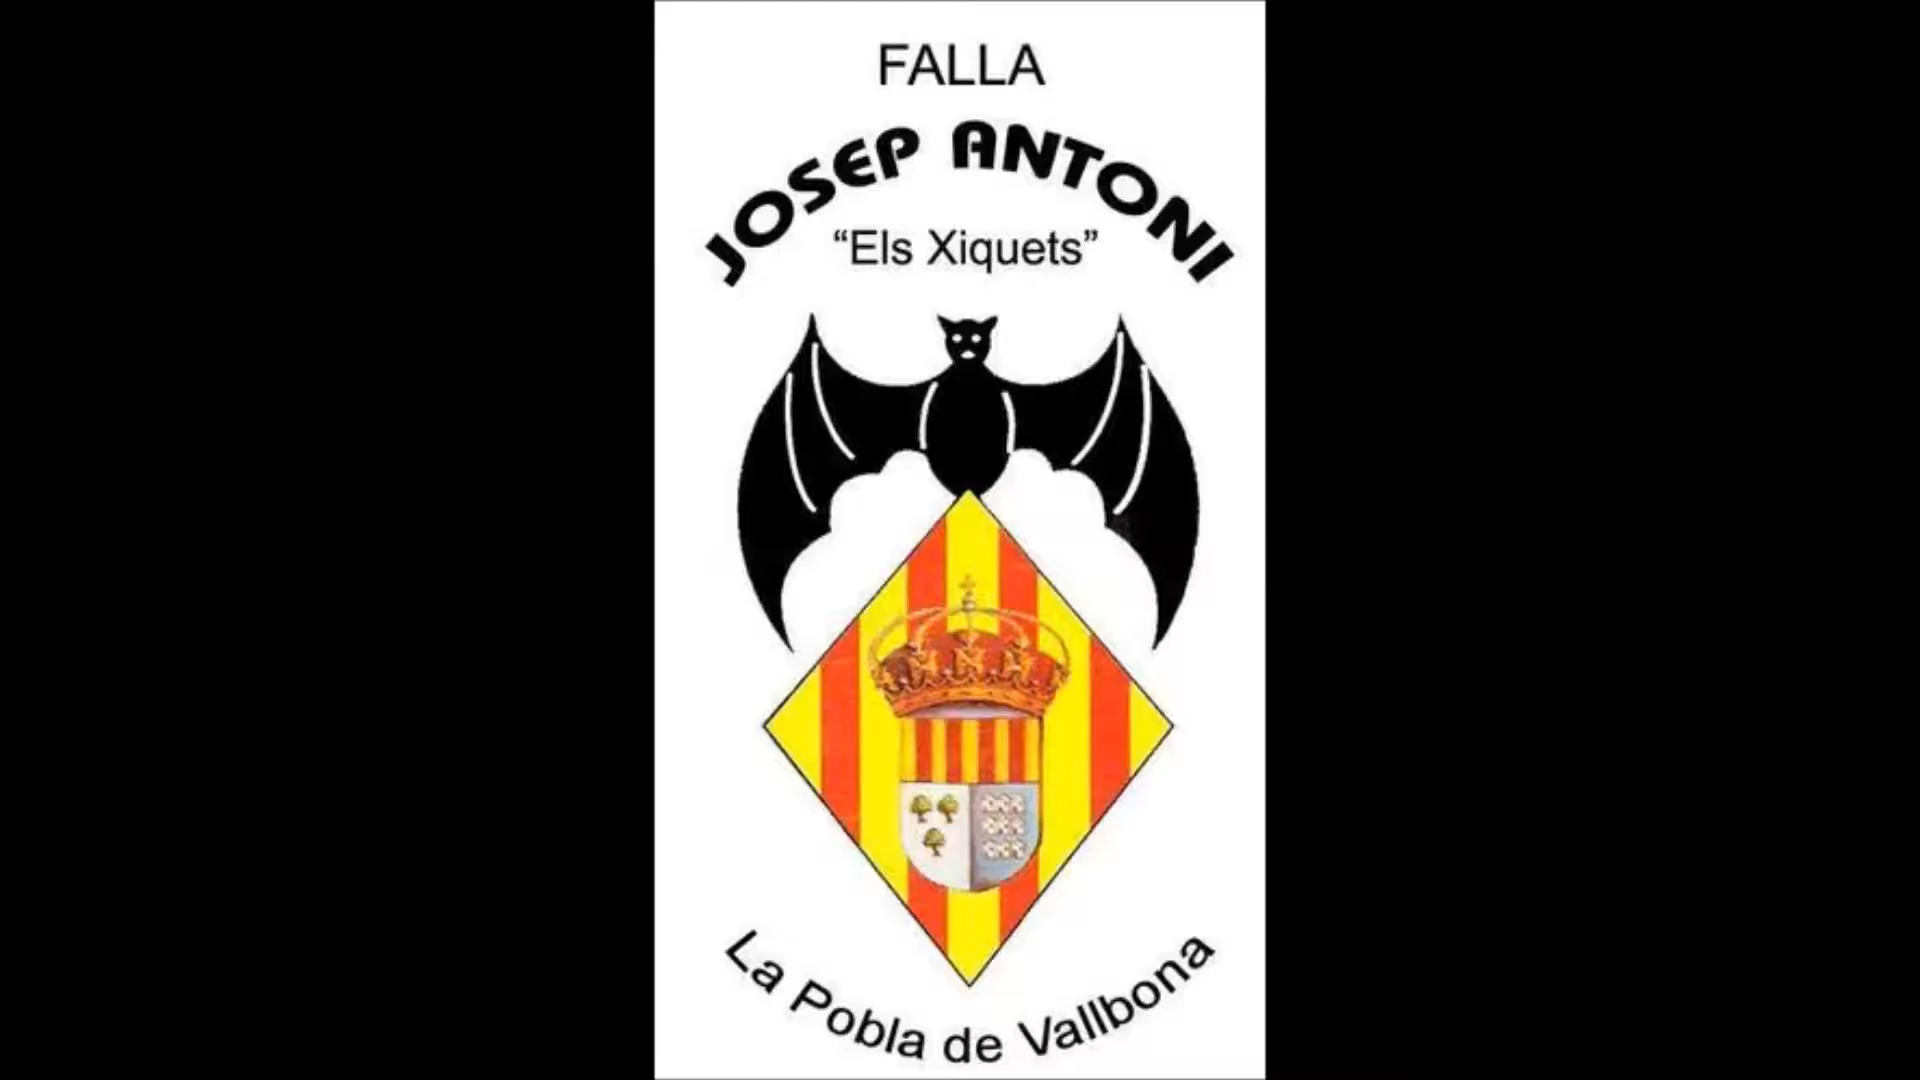 FALLA
JOSEP ANTONI
“Els Xiquets”
La Pobla de Vallbona